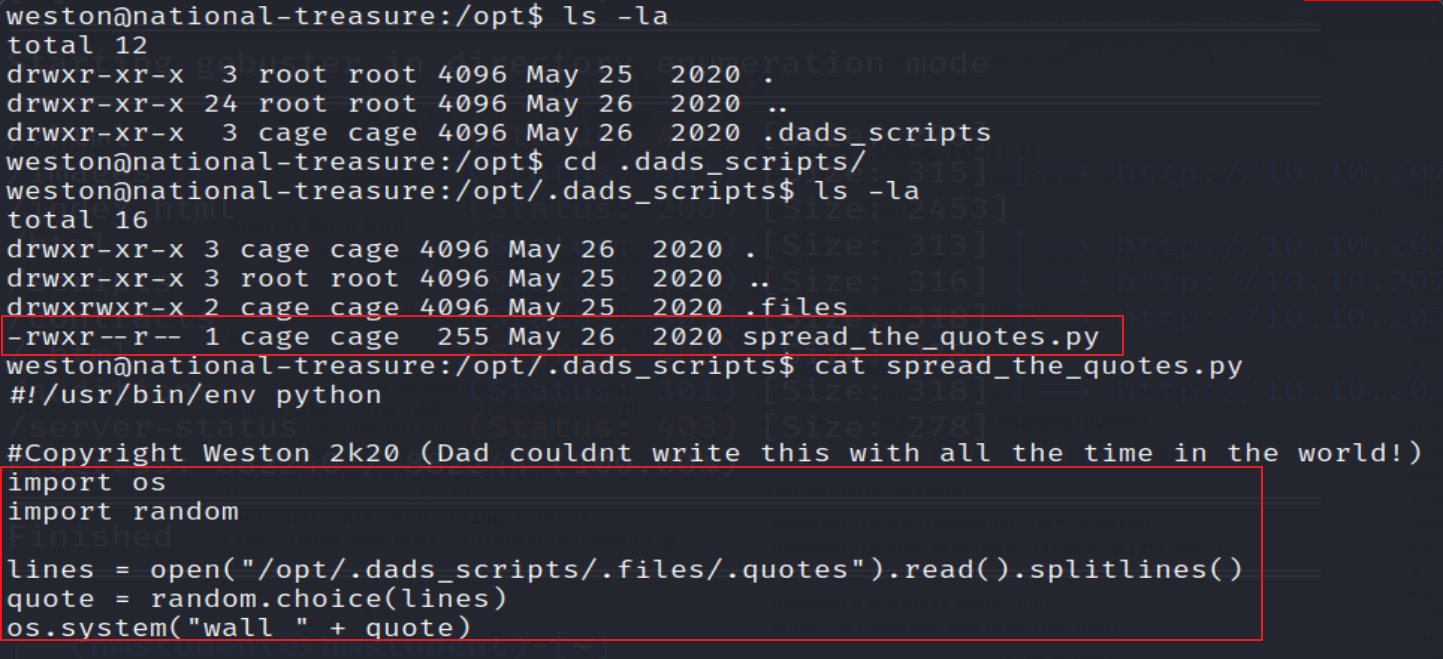 weston@national-treasure:/opt$ ls -la
total 12
drwxr-xr-x  3 root root 4096 May 25  2020 .
drwxr-xr-x 24 root root 4096 May 26  2020 ..
drwxr-xr-x  3 cage cage 4096 May 26  2020 .dads_scripts
weston@national-treasure:/opt$ cd .dads_scripts/
weston@national-treasure:/opt/.dads_scripts$ ls -la
total 16
drwxr-xr-x 3 cage cage 4096 May 26  2020 .
drwxr-xr-x 3 root root 4096 May 25  2020 ..
drwxrwxr-x 2 cage cage 4096 May 25  2020 .files
-rwxr--r-- 1 cage cage  255 May 26  2020 spread_the_quotes.py
weston@national-treasure:/opt/.dads_scripts$ cat spread_the_quotes.py
#!/usr/bin/env python

#Copyright Weston 2k20 (Dad couldnt write this with all the time in the world!)
import os
import random

lines = open("/opt/.dads_scripts/.files/.quotes").read().splitlines()
quote = random.choice(lines)
os.system("wall " + quote)